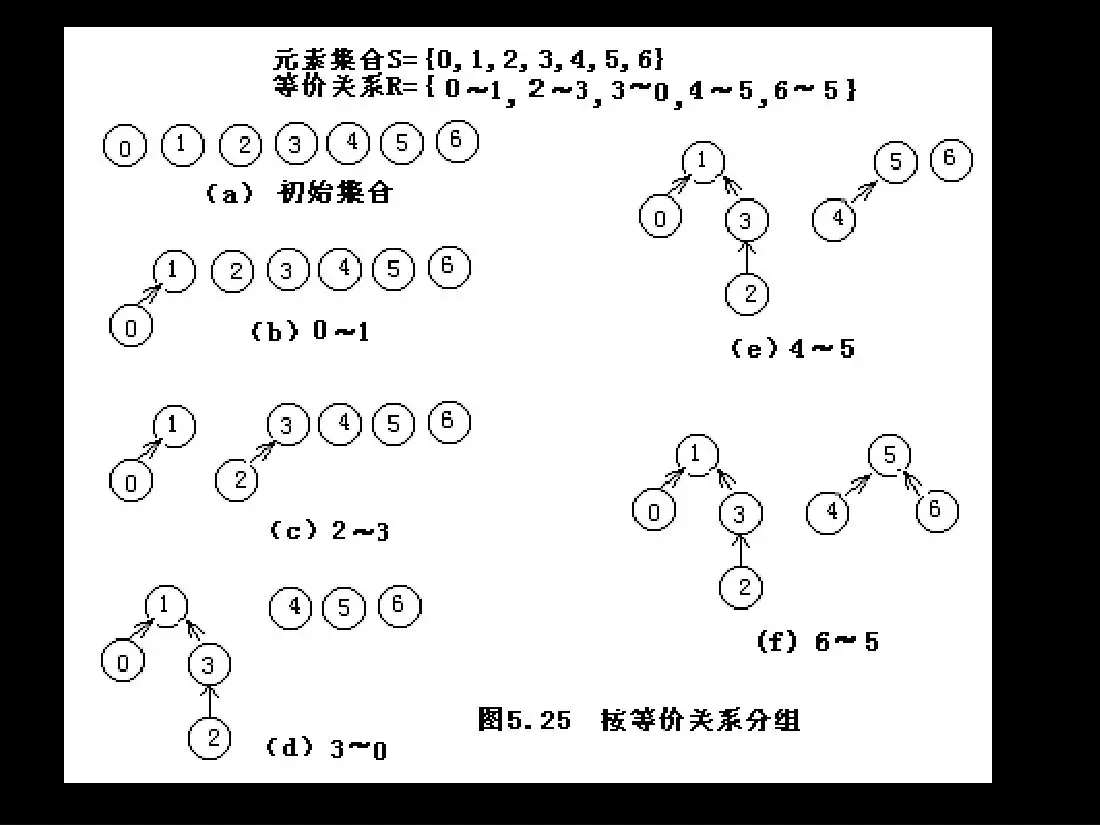 元素集合S={0,1,2,3,4,5,6}
等价关系R={0~1,2~3,3~0,4~5,6~5}
0 1 2 3 4 5 6
(a) 初始集合
1 2 3 4 5 6
0
(b) 0~1
1 3 4 5 6
0 2
(c) 2~3
1 4 5 6
0 3
2
(d) 3~0
1 5 6
0 3 4
2
(e) 4~5
1 5
0 3 4 6
2
(f) 6~5
图5.25 按等价关系分组